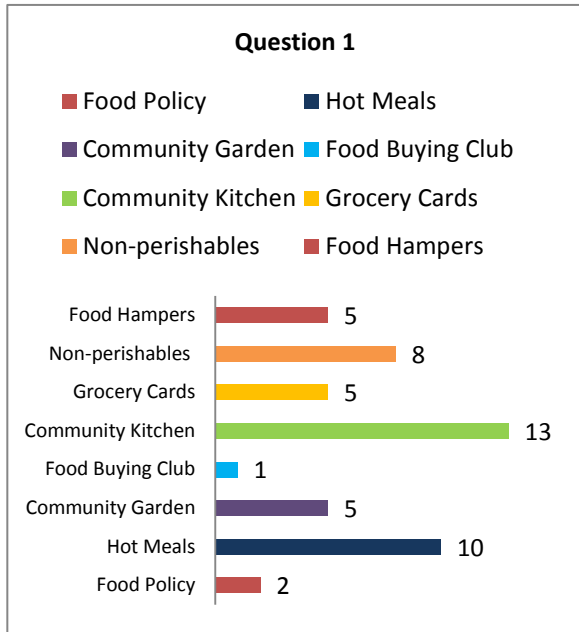 Question 1
Food Policy Hot Meals
Community Garden Food Buying Club
Community Kitchen Grocery Cards
Non-perishables Food Hampers
Food Hampers 5
Non-perishables 8
Grocery Cards 5
Community Kitchen 13
Food Buying Club 1
Community Garden 5
Hot Meals 10
Food Policy 2